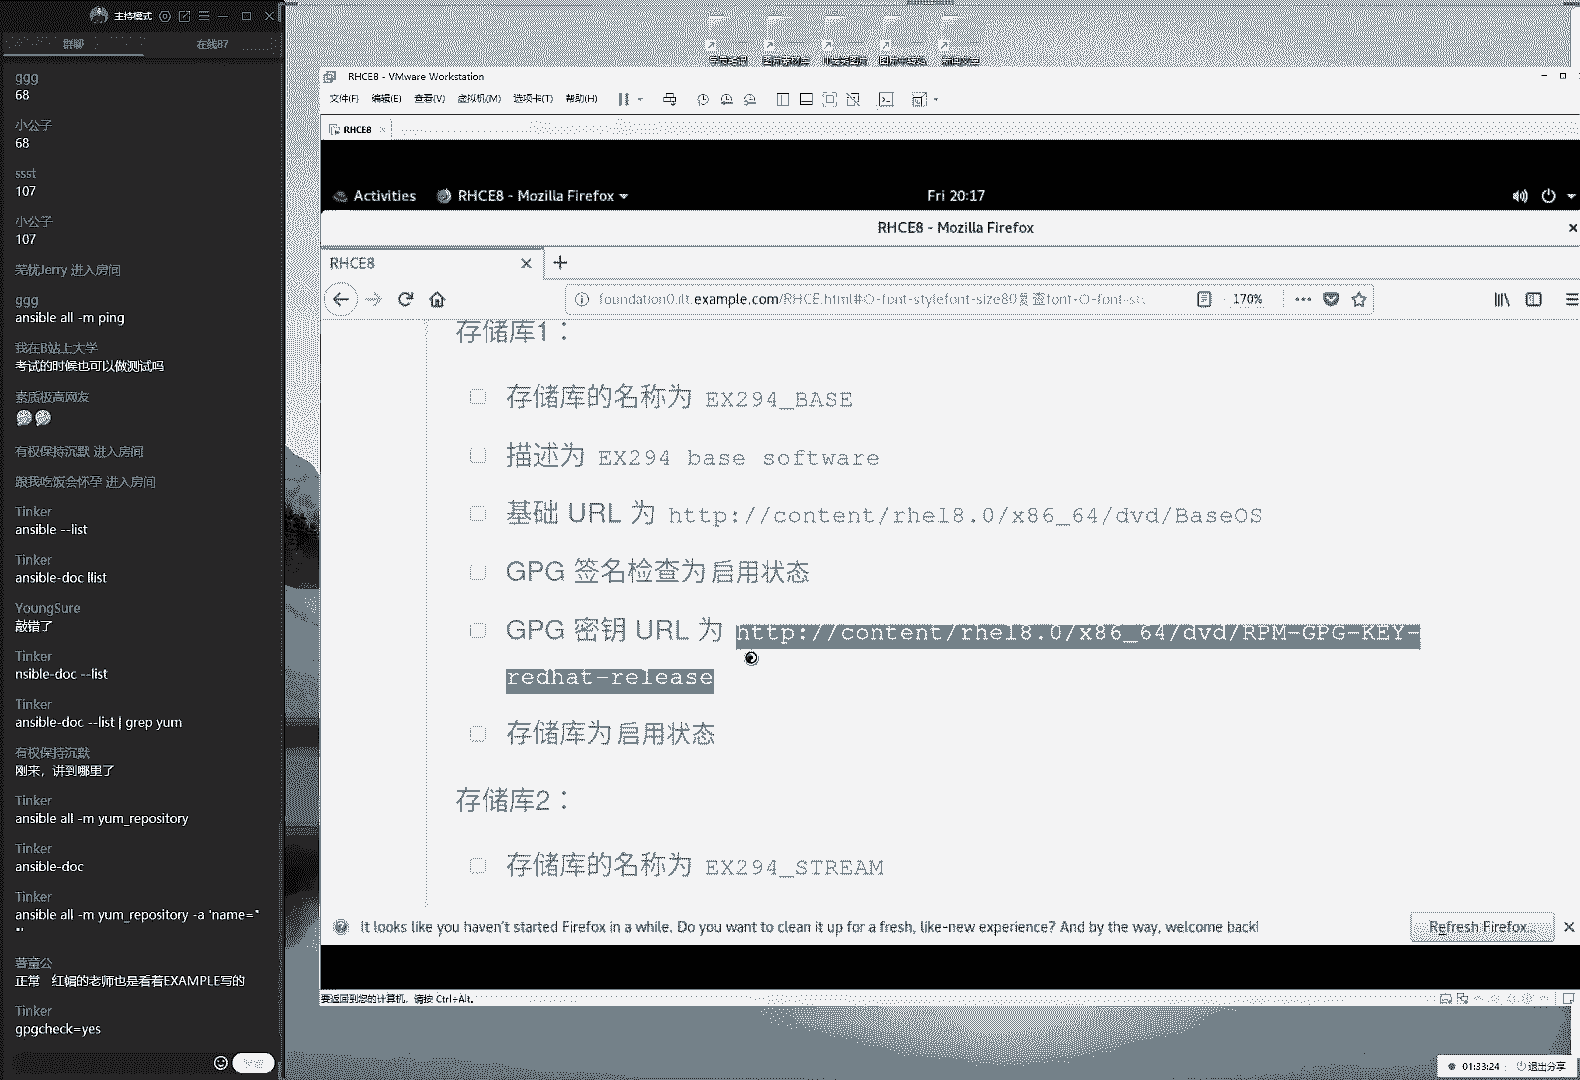 主持模式
群聊
在线87
ggg
68
小公子
68
ssst
107
小公子
107
芜忧Jerry 进入房间
ggg
ansible all -m ping
我在B站上大学
考试的时候也可以做测试吗
素质极高网友
有权保持沉默 进入房间
跟我吃饭会怀孕 进入房间
Tinker
ansible --list
Tinker
ansible-doc llist
YoungSure
敲错了
Tinker
nsible-doc --list
Tinker
ansible-doc --list | grep yum
有权保持沉默
刚来，讲到哪里了
Tinker
ansible all -m yum_repository
Tinker
ansible-doc
Tinker
ansible all -m yum_repository -a 'name="
"'
正常 红帽的老师也是看着EXAMPLE写的
Tinker
gpgcheck=yes
RHCE8 - VMware Workstation
文件(F) 编辑(E) 查看(V) 虚拟机(M) 选项卡(T) 帮助(H)
RHCE8
Activities RHCE8 - Mozilla Firefox Fri 20:17
RHCE8 - Mozilla Firefox
RHCE8
foundation0.ilt.example.com/RHCE.html#O-font-stylefont-size80复查font-O-font-st 170%
存储库1：
存储库的名称为 EX294_BASE
描述为 EX294 base software
基础 URL 为 http://content/rhel8.0/x86_64/dvd/BaseOS
GPG 签名检查为 启用状态
GPG 密钥 URL 为 http://content/rhel8.0/x86_64/dvd/RPM-GPG-KEY-
redhat-release
存储库为 启用状态
存储库2：
存储库的名称为 EX294_STREAM
It looks like you haven't started Firefox in a while. Do you want to clean it up for a fresh, like-new experience? And by the way, welcome back!
Refresh Firefox...
要返回到您的计算机，请按 Ctrl+Alt。
01:33:24 退出分享